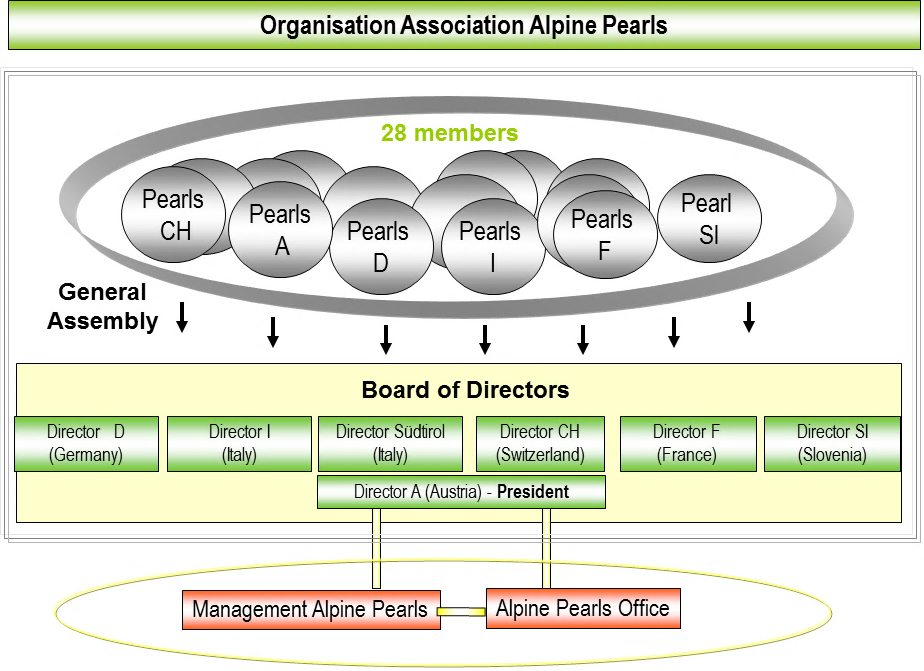 Organisation Association Alpine Pearls
28 members
Pearls
CH
Pearls
A
Pearls
D
Pearls
I
Pearls
F
Pearl
SI
General
Assembly
Board of Directors
Director D
(Germany)
Director I
(Italy)
Director Südtirol
(Italy)
Director CH
(Switzerland)
Director F
(France)
Director SI
(Slovenia)
Director A (Austria) - President
Management Alpine Pearls
Alpine Pearls Office